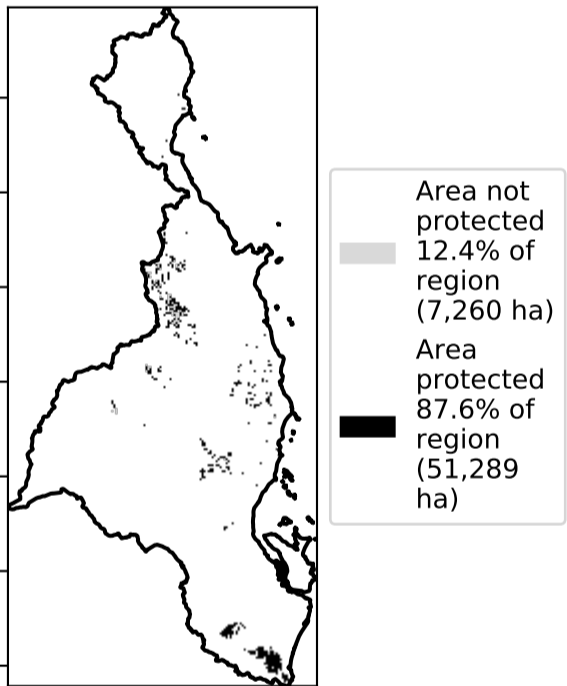 Area not
protected
12.4% of
region
(7,260 ha)
Area
protected
87.6% of
region
(51,289
ha)